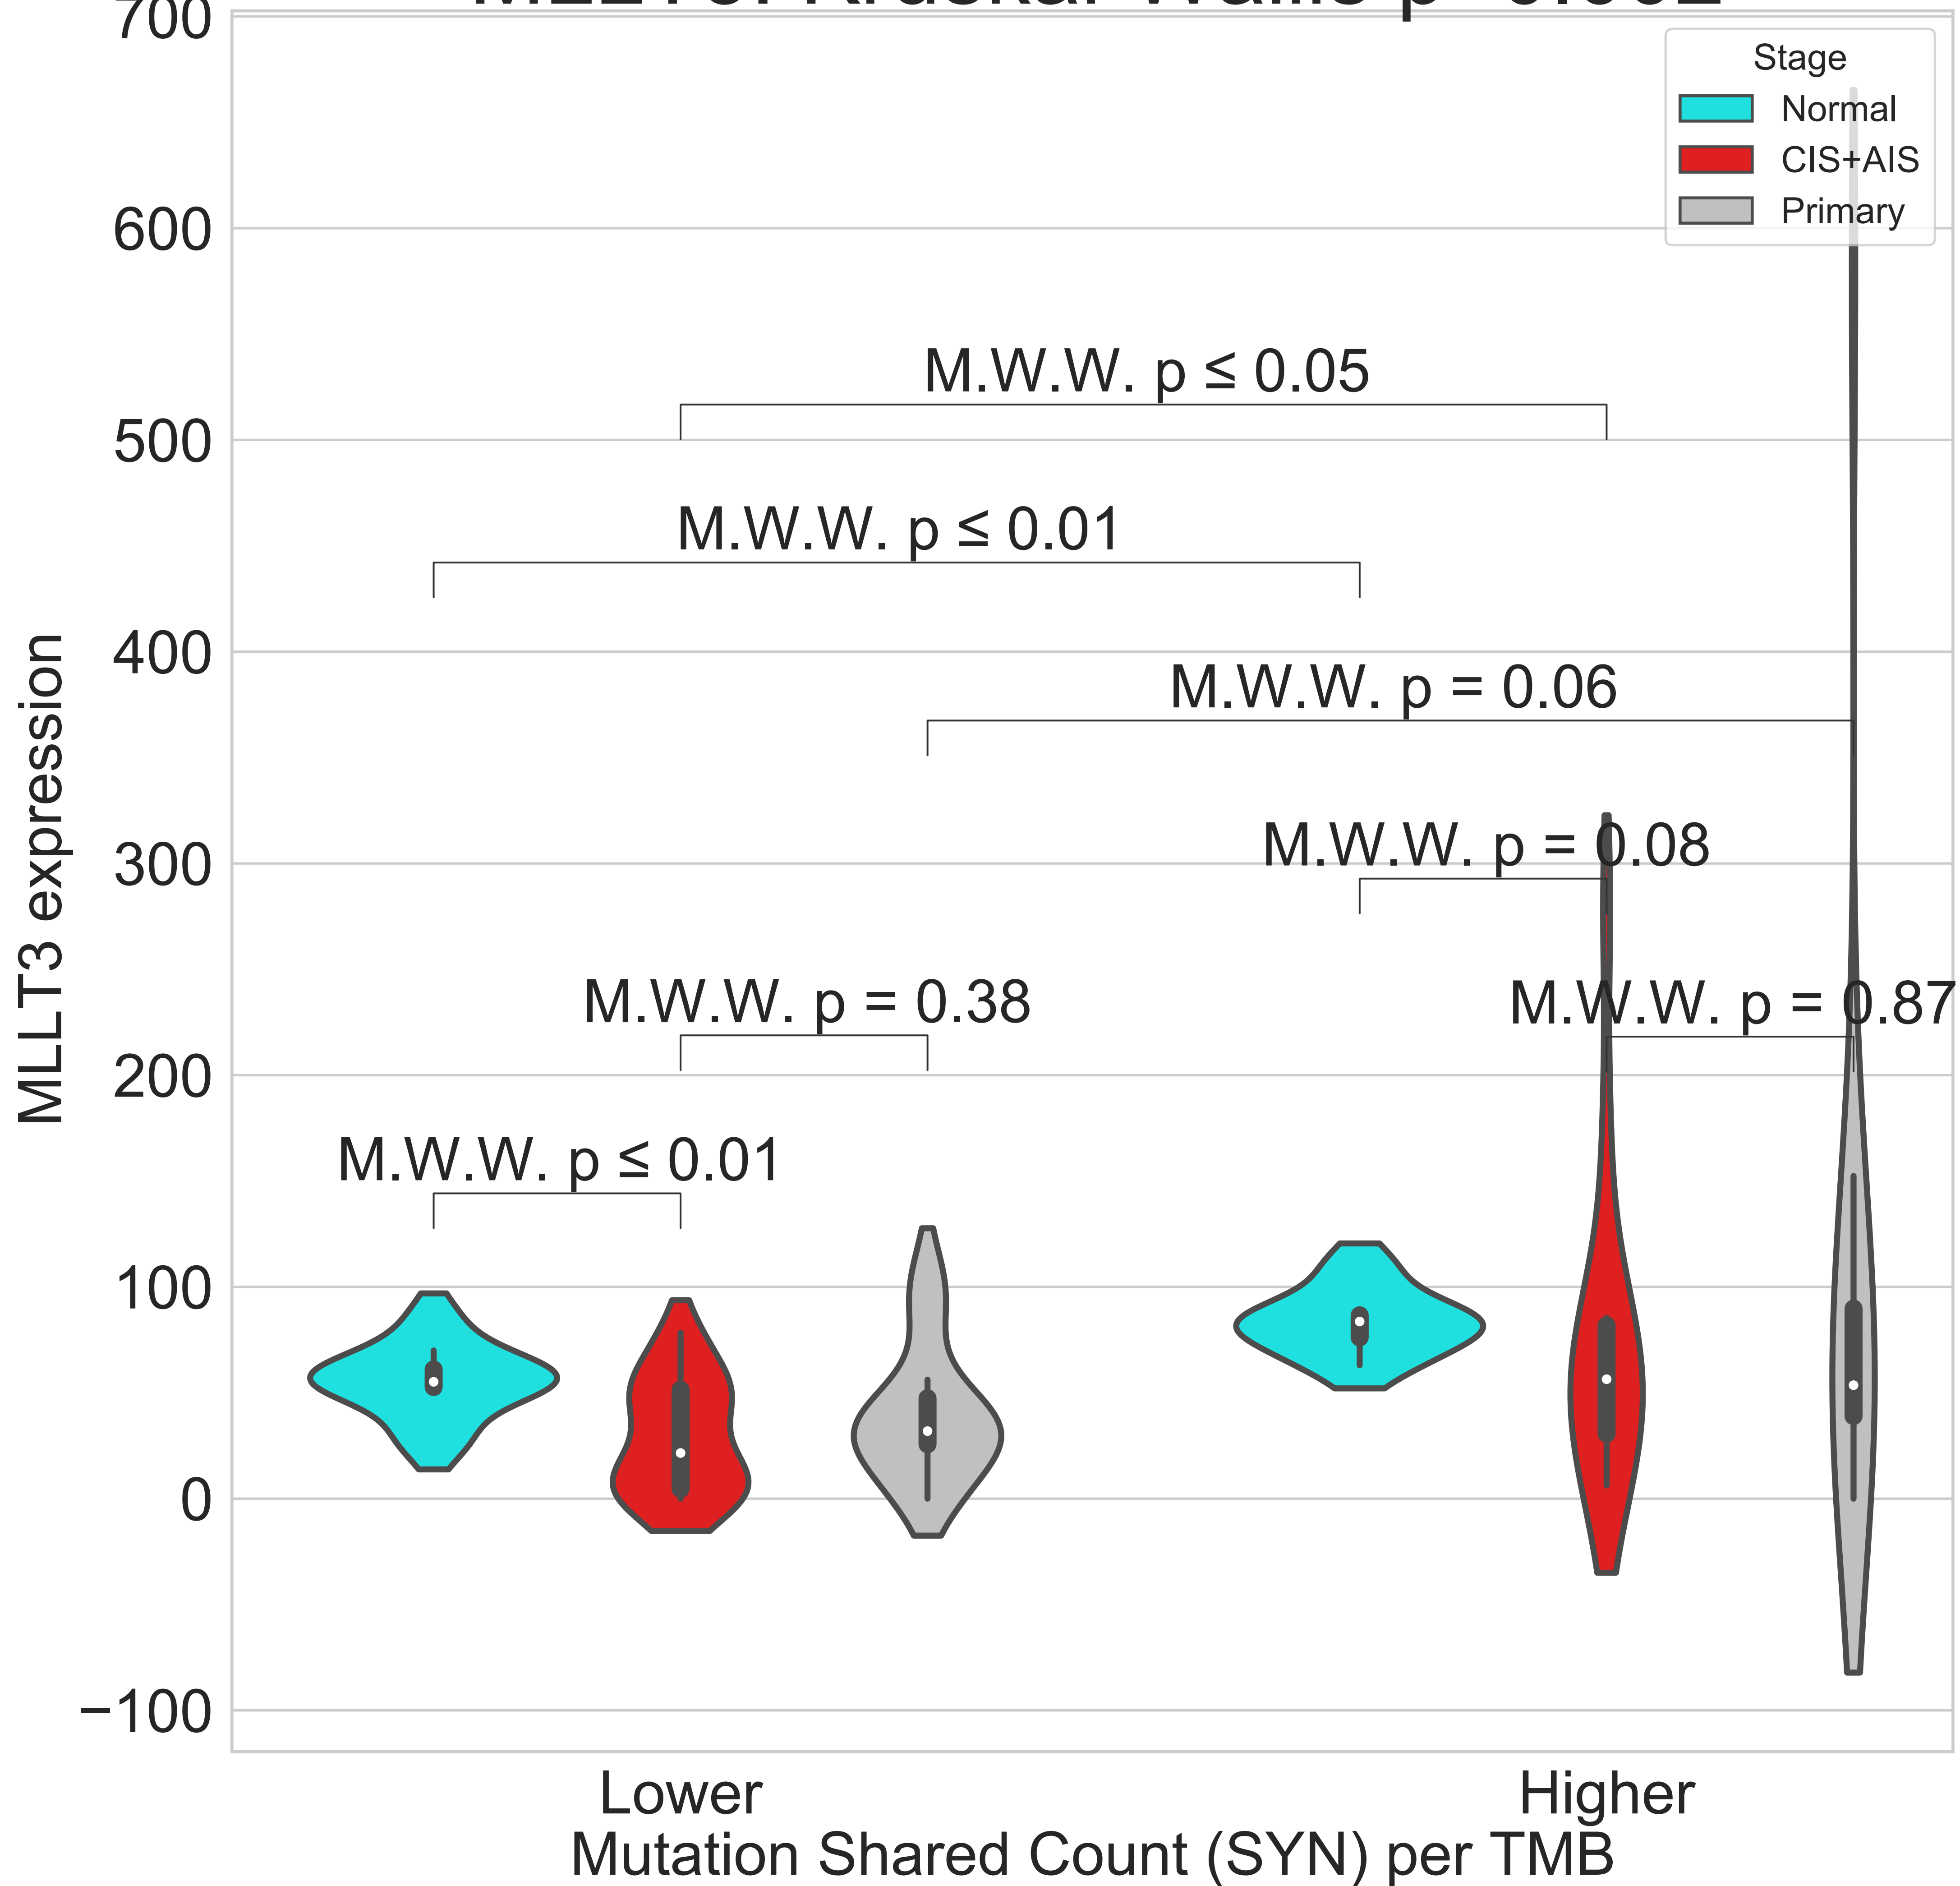 700
600
500
400
300
200
100
0
−100
MLLT3 expression
Stage
Normal
CIS+AIS
Primary
M.W.W. p ≤ 0.05
M.W.W. p ≤ 0.01
M.W.W. p = 0.06
M.W.W. p = 0.08
M.W.W. p = 0.38
M.W.W. p = 0.87
M.W.W. p ≤ 0.01
Lower
Higher
Mutation Shared Count (SYN) per TMB